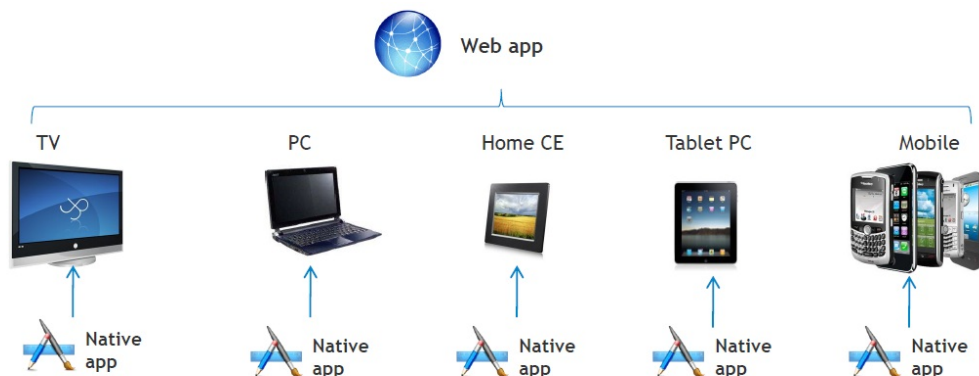 Web app
TV
PC
Home CE
Tablet PC
Mobile
Native
app
Native
app
Native
app
Native
app
Native
app